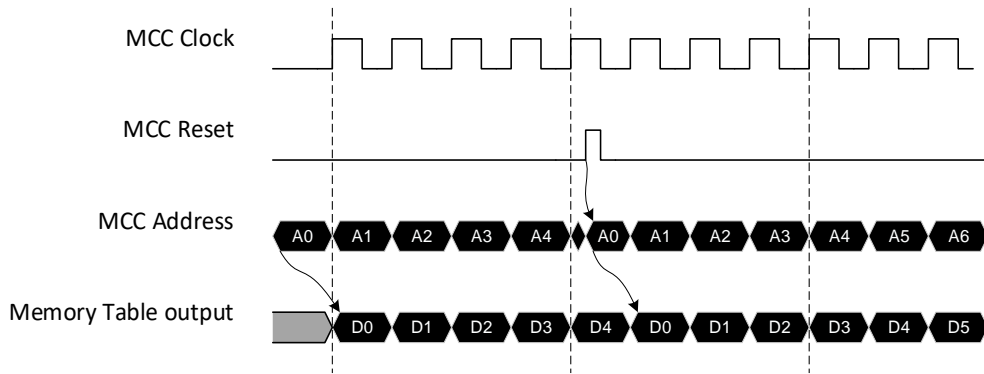 MCC Clock
MCC Reset
MCC Address
A0 A1 A2 A3 A4 A0 A1 A2 A3 A4 A5 A6
Memory Table output
D0 D1 D2 D3 D4 D0 D1 D2 D3 D4 D5